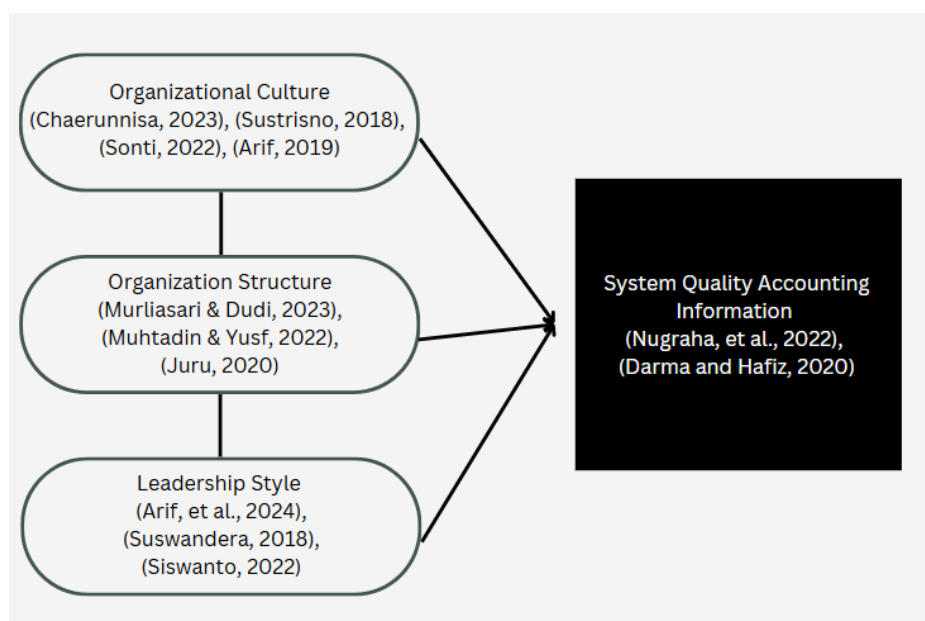 Organizational Culture
(Chaerunnisa, 2023), (Sustrisno, 2018),
(Sonti, 2022), (Arif, 2019)
Organization Structure
(Murliasari & Dudi, 2023),
(Muhtadin & Yusf, 2022),
(Juru, 2020)
Leadership Style
(Arif, et al., 2024),
(Suswandera, 2018),
(Siswanto, 2022)
System Quality Accounting
Information
(Nugraha, et al., 2022),
(Darma and Hafiz, 2020)